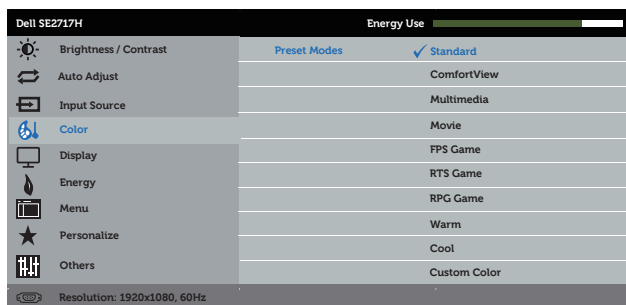 Dell SE2717H Energy Use
Brightness / Contrast Preset Modes Standard
Auto Adjust ComfortView
Input Source Multimedia
Color Movie
Display FPS Game
Energy RTS Game
Menu RPG Game
Personalize Warm
Others Cool
Custom Color
Resolution: 1920x1080, 60Hz